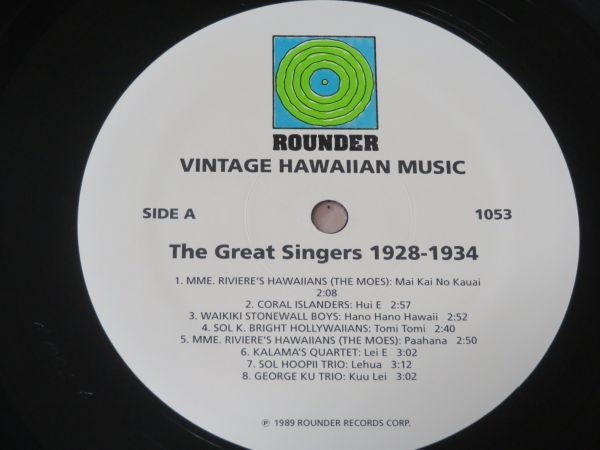 ROUNDER
VINTAGE HAWAIIAN MUSIC
SIDE A
1053
The Great Singers 1928-1934
1. MME. RIVIERE'S HAWAIIANS (THE MOES): Mai Kai No Kauai
2:08
2. CORAL ISLANDERS: Hui E 2:57
3. WAIKIKI STONEWALL BOYS: Hano Hano Hawaii 2:52
4. SOL K. BRIGHT HOLLYWAIIANS: Tomi Tomi 2:40
5. MME. RIVIERE'S HAWAIIANS (THE MOES): Paahana 2:50
6. KALAMA'S QUARTET: Lei E 3:02
7. SOL HOOPII TRIO: Lehua 3:12
8. GEORGE KU TRIO: Kuu Lei 3:02
℗ 1989 ROUNDER RECORDS CORP.